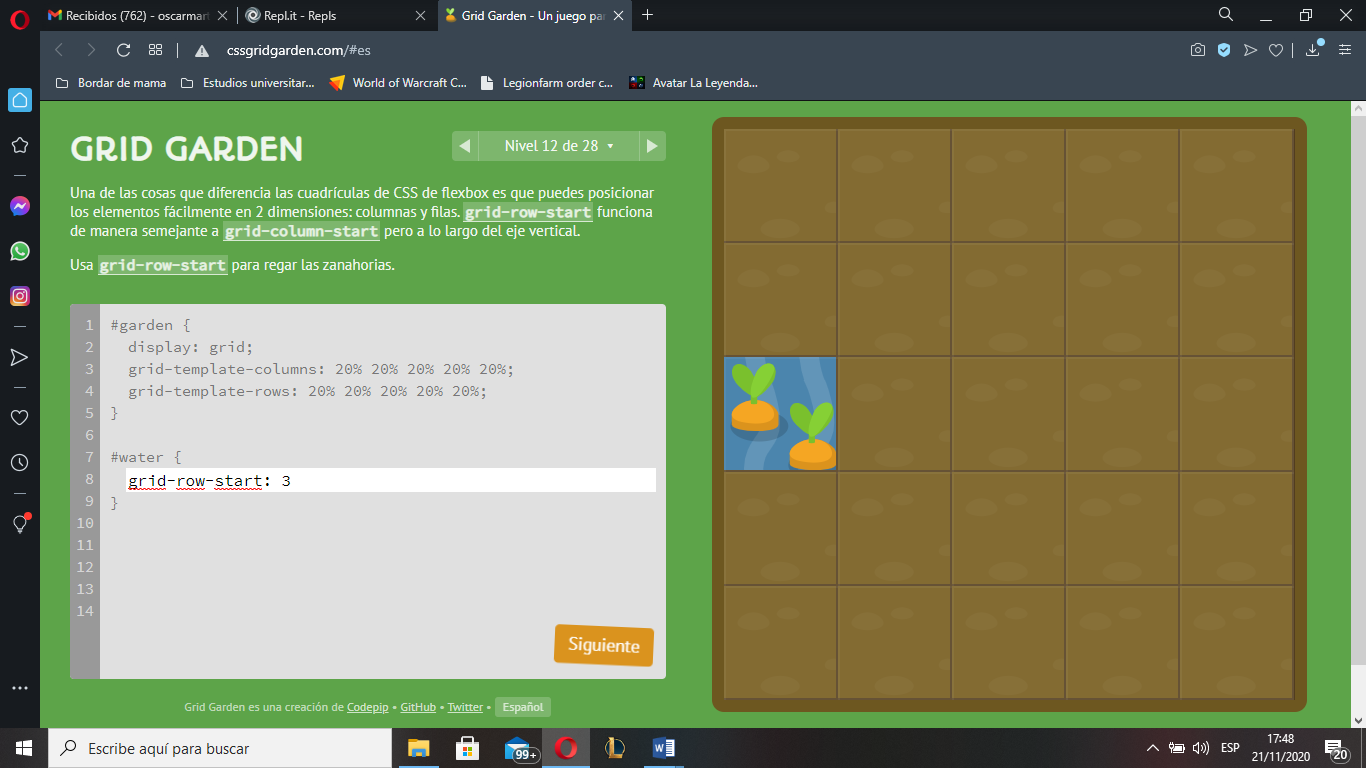 Recibidos (762) - oscarmart
Repl.it - Repls
Grid Garden - Un juego par
cssgridgarden.com/#es
Bordar de mama
Estudios universitar...
World of Warcraft C...
Legionfarm order c...
Avatar La Leyenda...
GRID GARDEN
Nivel 12 de 28
Una de las cosas que diferencia las cuadrículas de CSS de flexbox es que puedes posicionar
los elementos fácilmente en 2 dimensiones: columnas y filas. grid-row-start funciona
de manera semejante a grid-column-start pero a lo largo del eje vertical.
Usa grid-row-start para regar las zanahorias.
1 #garden {
2 display: grid;
3 grid-template-columns: 20% 20% 20% 20% 20%;
4 grid-template-rows: 20% 20% 20% 20% 20%;
5 }
6
7 #water {
8 grid-row-start: 3
9 }
10
11
12
13
14
Siguiente
Grid Garden es una creación de Codepip • GitHub • Twitter • Español
Escribe aquí para buscar
99+
ESP
17:48
21/11/2020
20